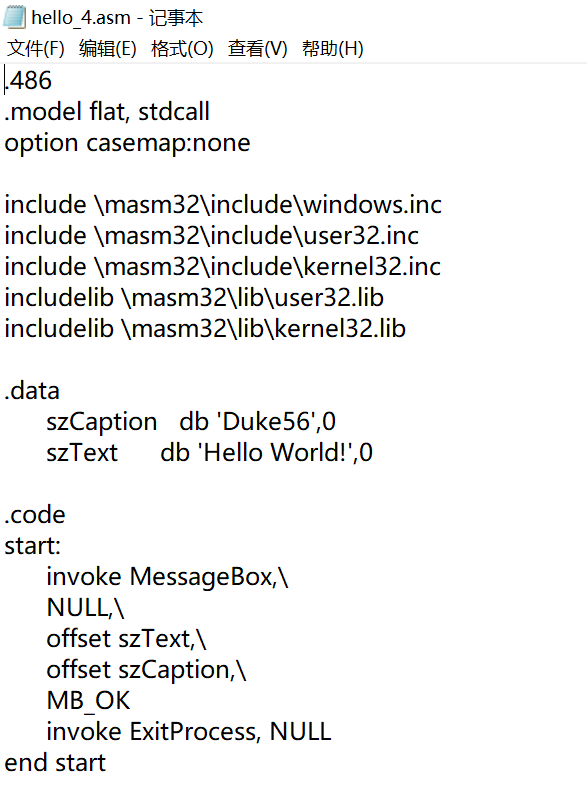 hello_4.asm - 记事本
文件(F) 编辑(E) 格式(O) 查看(V) 帮助(H)
.486
.model flat, stdcall
option casemap:none
include \masm32\include\windows.inc
include \masm32\include\user32.inc
include \masm32\include\kernel32.inc
includelib \masm32\lib\user32.lib
includelib \masm32\lib\kernel32.lib
.data
szCaption db 'Duke56',0
szText db 'Hello World!',0
.code
start:
invoke MessageBox,\
NULL,\
offset szText,\
offset szCaption,\
MB_OK
invoke ExitProcess, NULL
end start